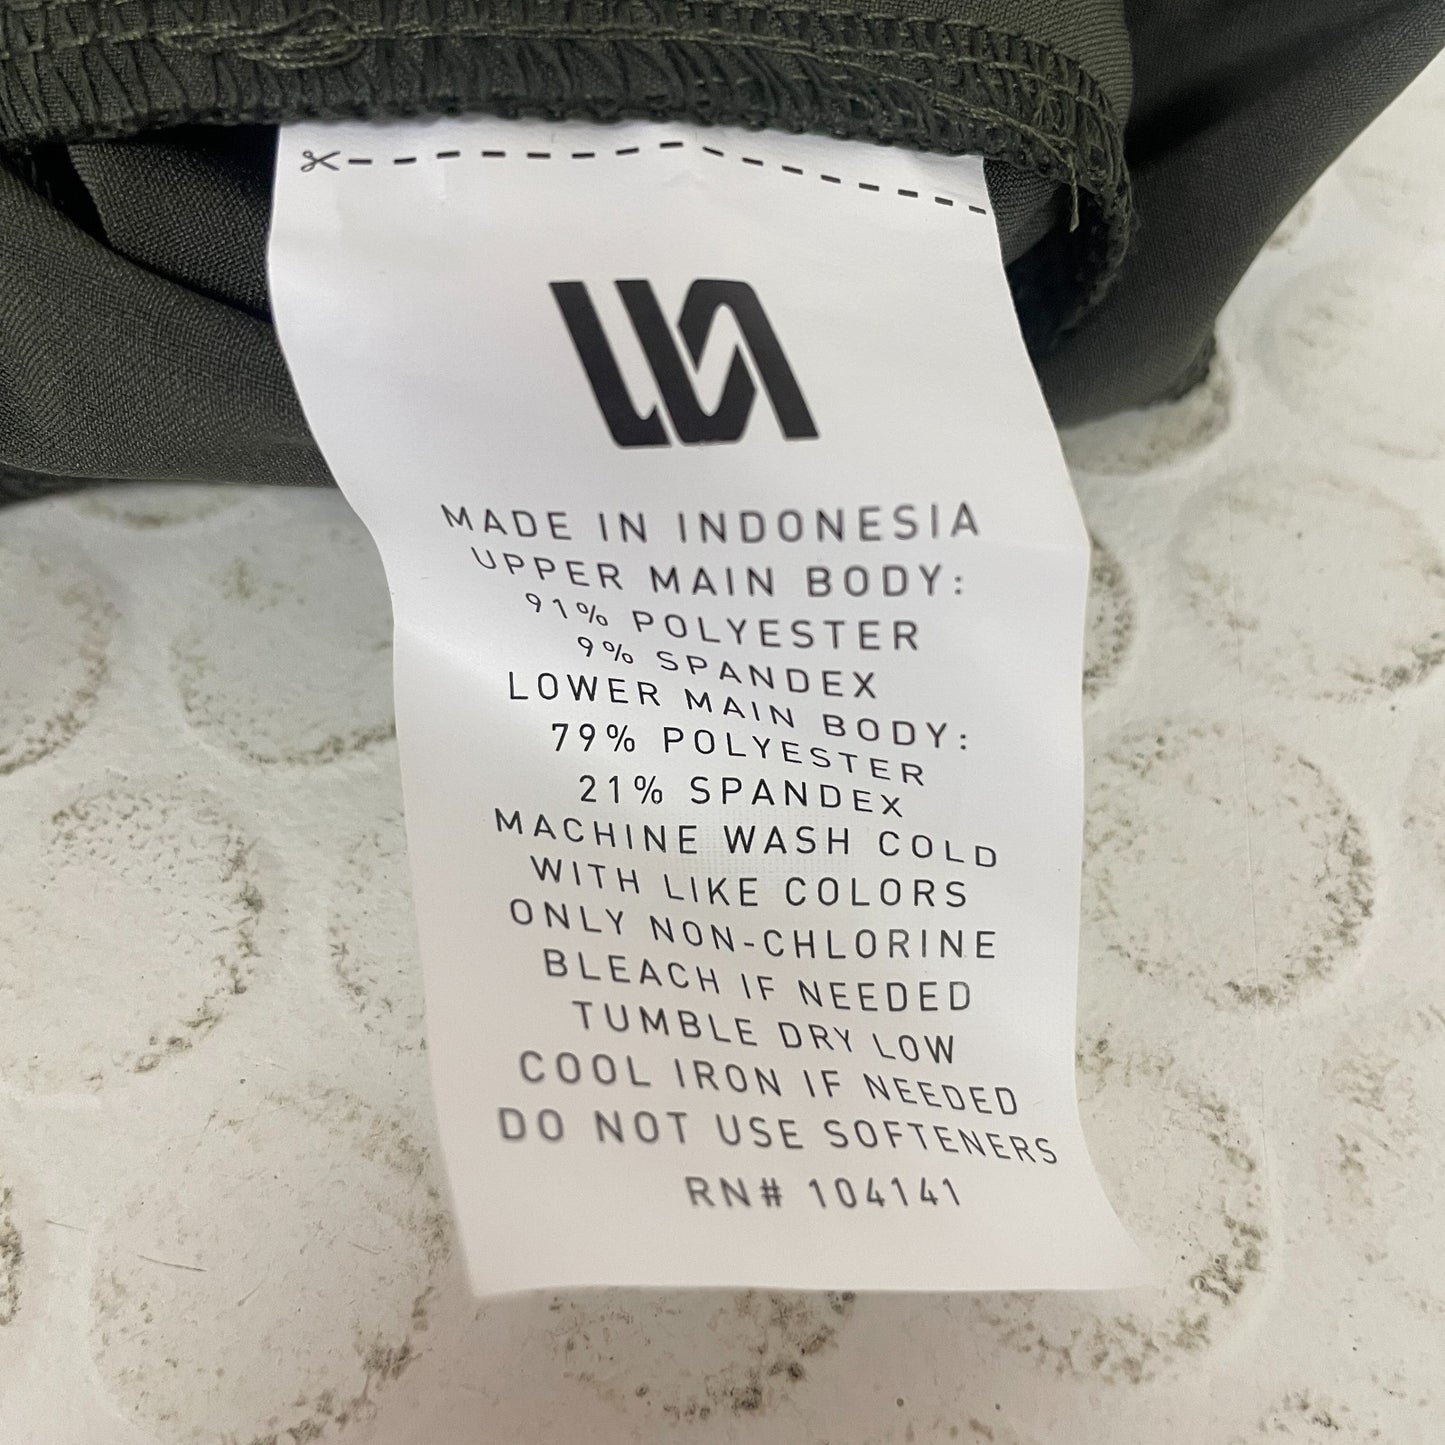 MADE IN INDONESIA
UPPER MAIN BODY:
91% POLYESTER
9% SPANDEX
LOWER MAIN BODY:
79% POLYESTER
21% SPANDEX
MACHINE WASH COLD
WITH LIKE COLORS
ONLY NON-CHLORINE
BLEACH IF NEEDED
TUMBLE DRY LOW
COOL IRON IF NEEDED
DO NOT USE SOFTENERS
RN# 104141